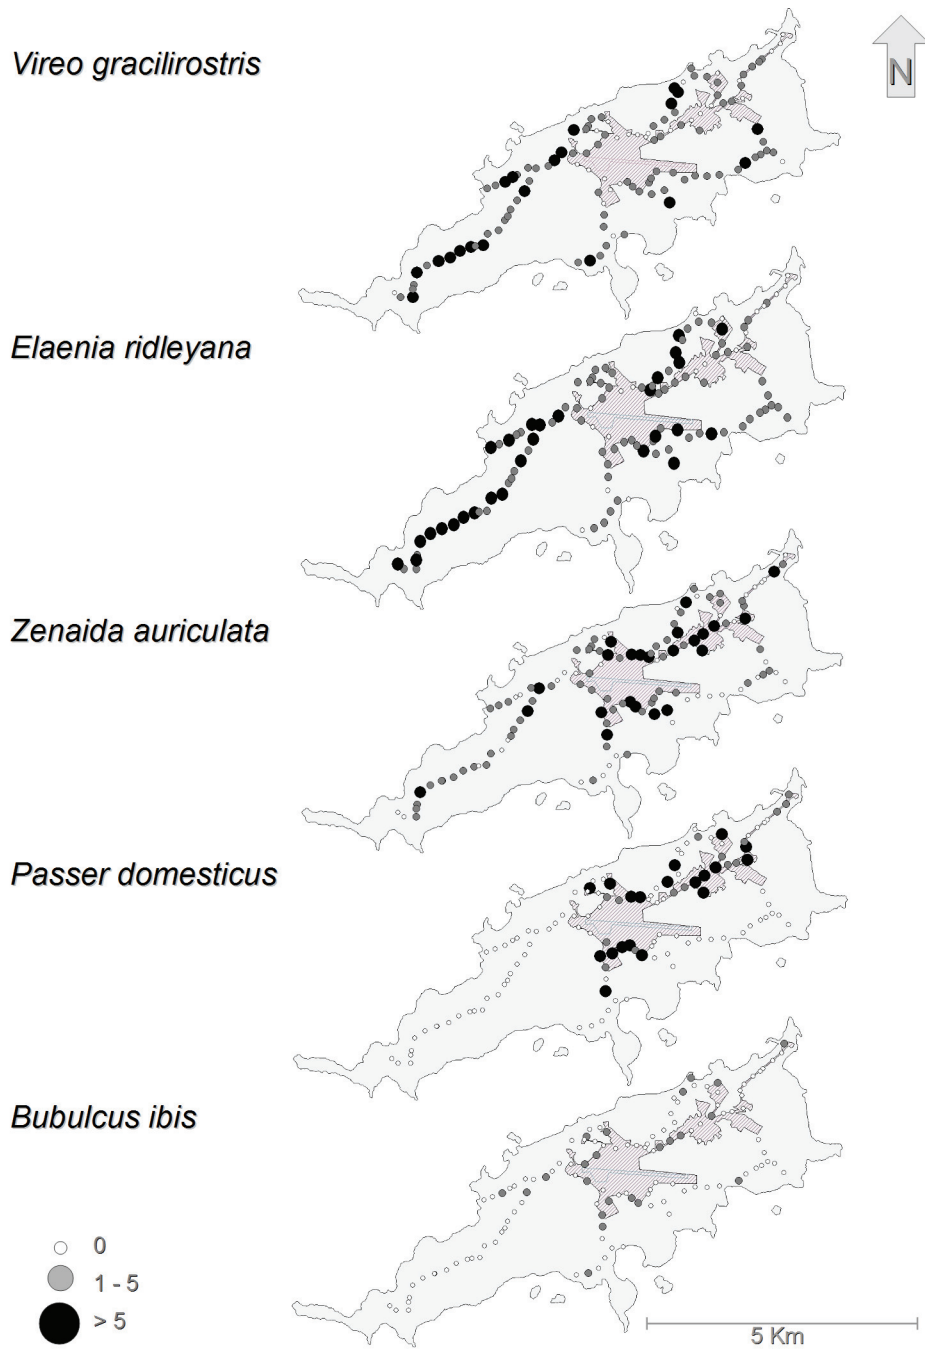 Vireo gracilirostris
N
Elaenia ridleyana
Zenaida auriculata
Passer domesticus
Bubulcus ibis
0
1 - 5
> 5
5 Km